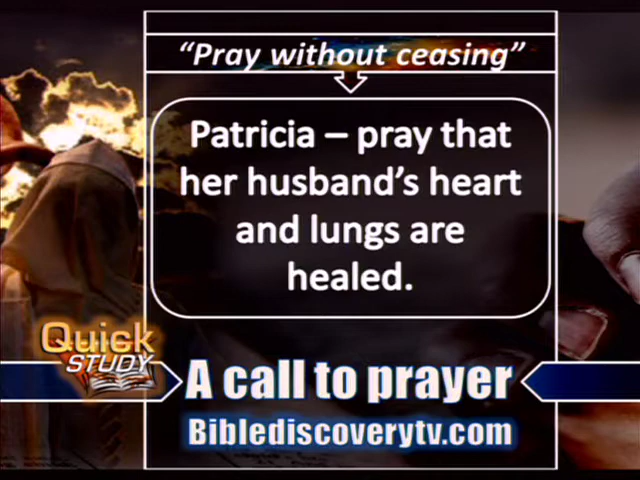 “Pray without ceasing”
Patricia – pray that
her husband’s heart
and lungs are
healed.
Quick
STUDY
A call to prayer
Biblediscoverytv.com